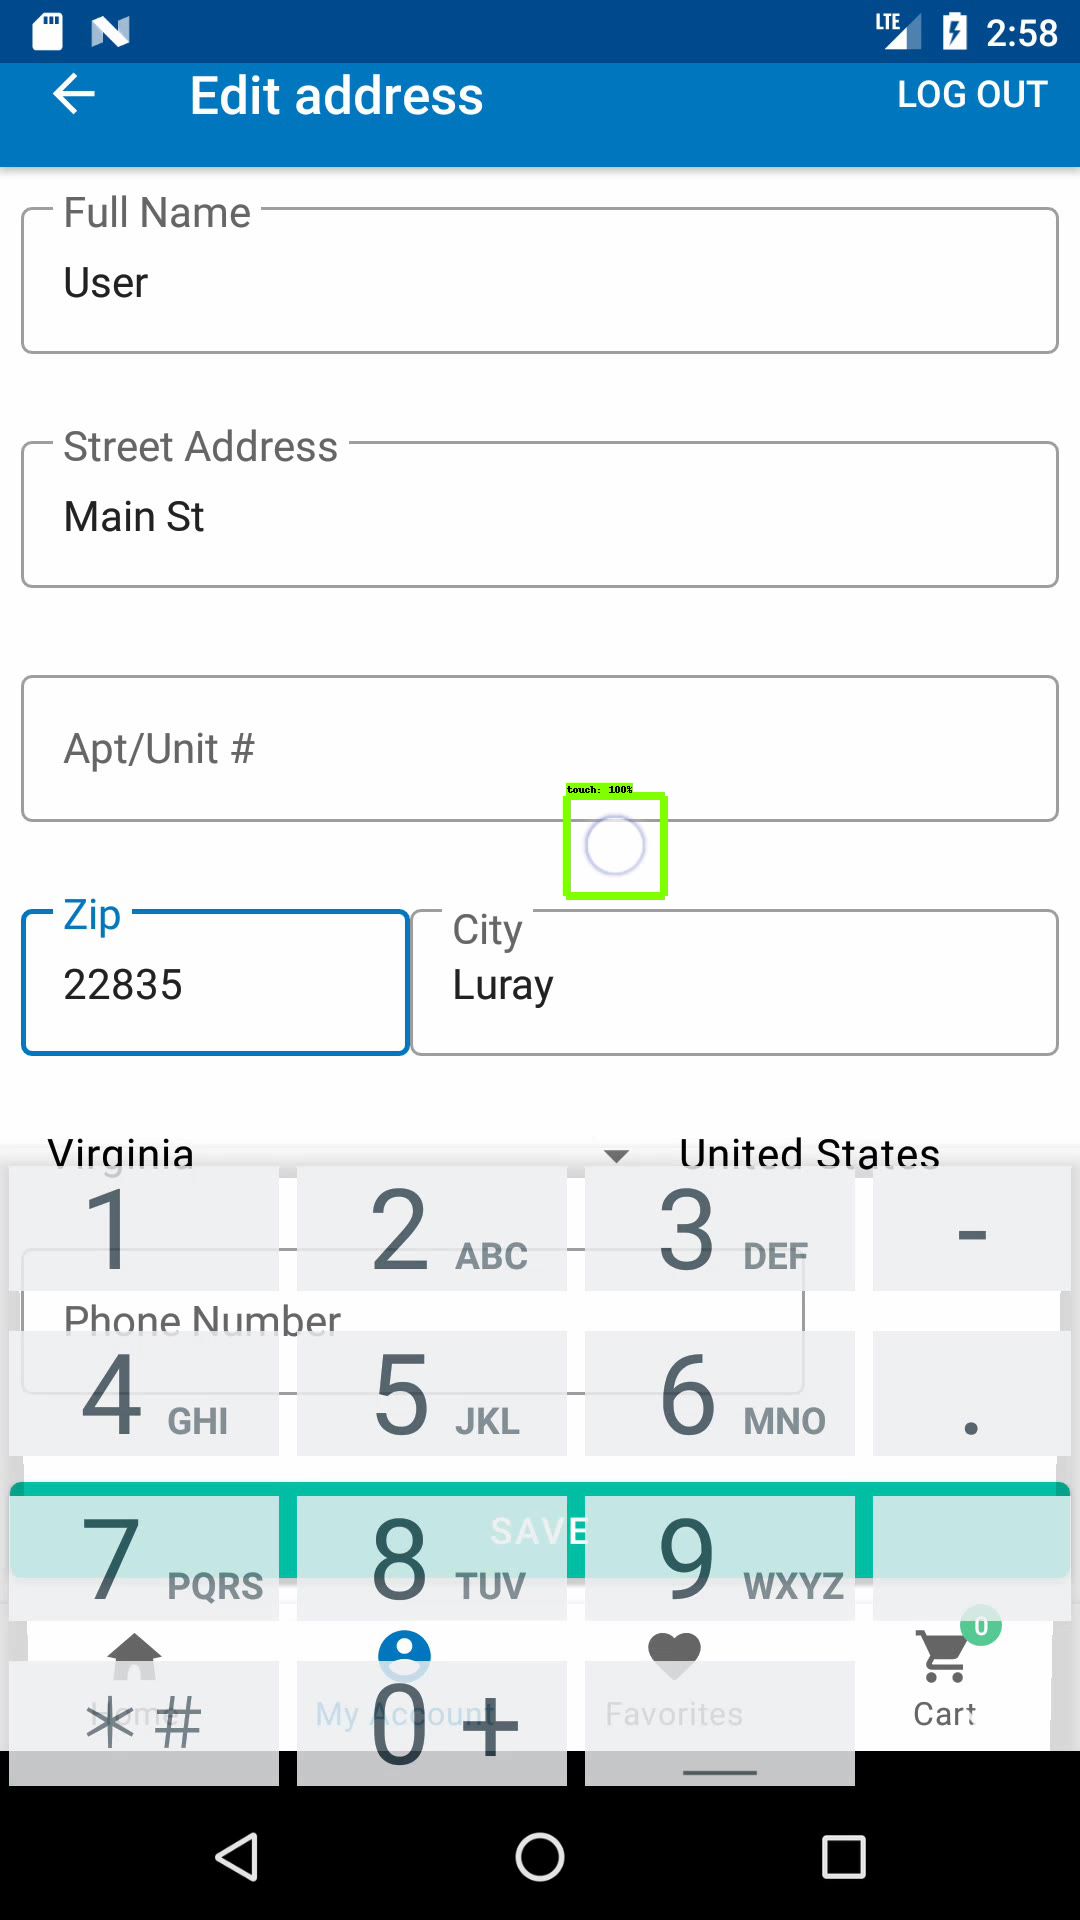 LTE 2:58
Edit address LOG OUT
Full Name
User
Street Address
Main St
Apt/Unit #
touch: 100%
Zip City
22835 Luray
Virginia United States
1 2 ABC 3 DEF -
Phone Number
4 GHI 5 JKL 6 MNO .
SAVE
7 PQRS 8 TUV 9 WXYZ
0
Home My Account Favorites Cart
* # 0 +